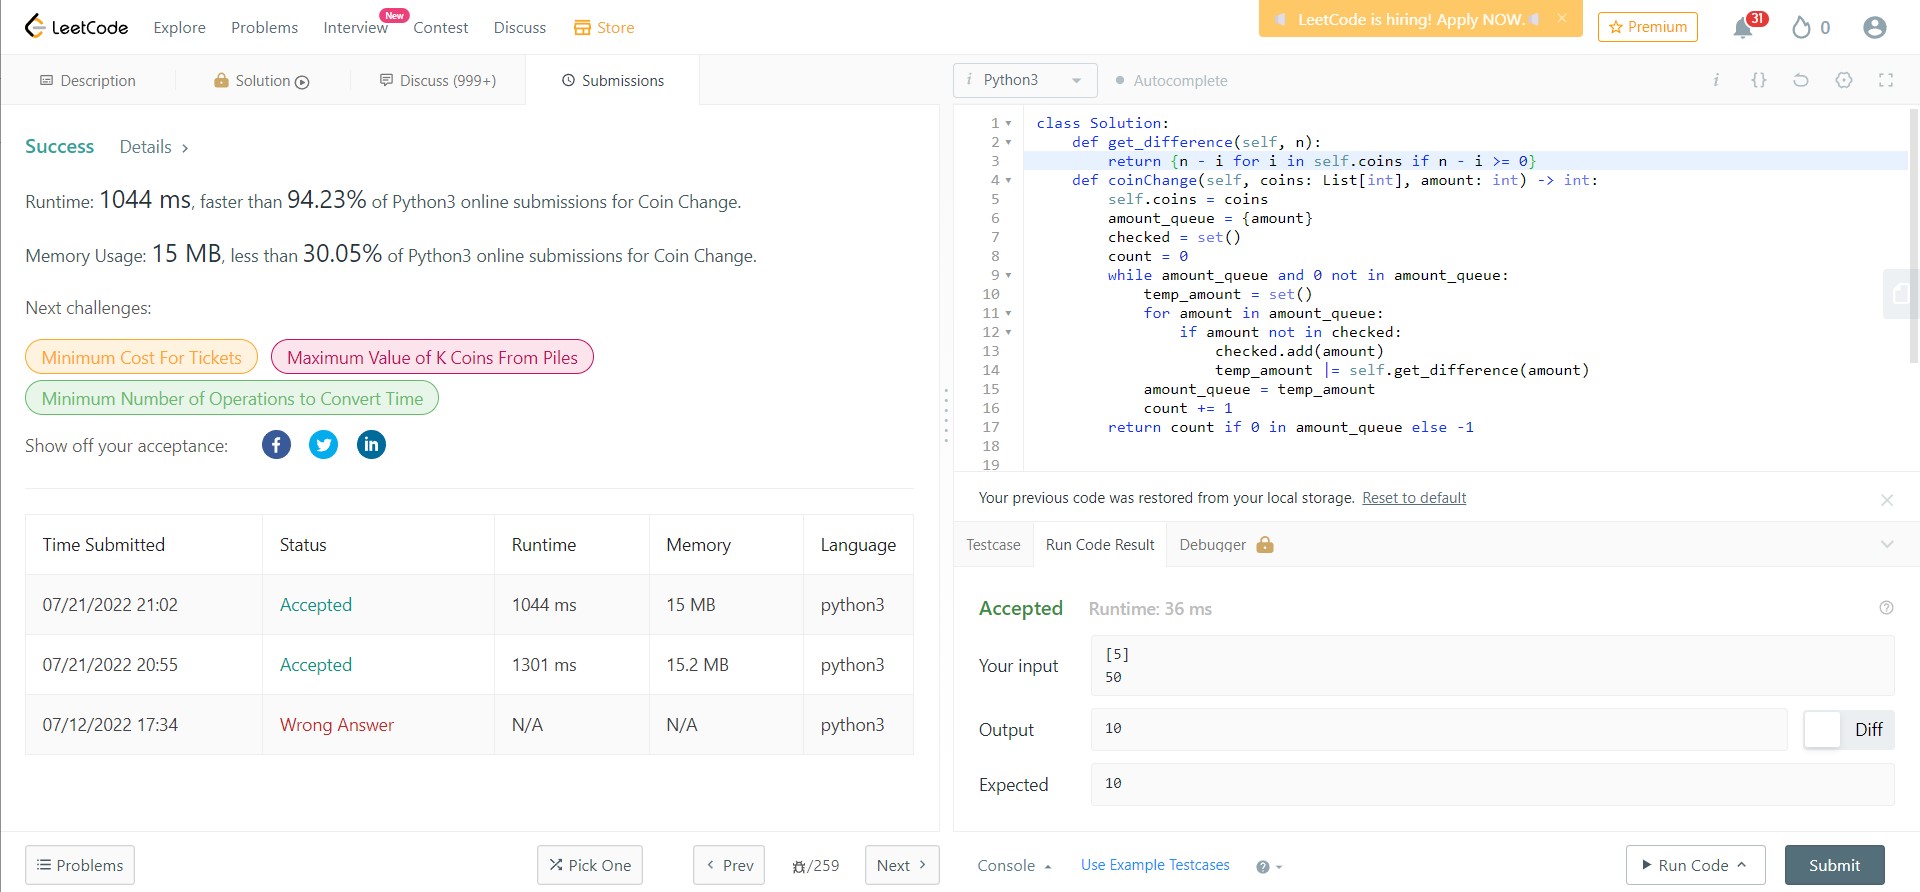 LeetCode
Explore
Problems
Interview
New
Contest
Discuss
Store
LeetCode is hiring! Apply NOW.
Premium
31
0
Description
Solution
Discuss (999+)
Submissions
i Python3
Autocomplete
Success
Details
Runtime: 1044 ms, faster than 94.23% of Python3 online submissions for Coin Change.
Memory Usage: 15 MB, less than 30.05% of Python3 online submissions for Coin Change.
Next challenges:
Minimum Cost For Tickets
Maximum Value of K Coins From Piles
Minimum Number of Operations to Convert Time
Show off your acceptance:
Time Submitted Status Runtime Memory Language
07/21/2022 21:02 Accepted 1044 ms 15 MB python3
07/21/2022 20:55 Accepted 1301 ms 15.2 MB python3
07/12/2022 17:34 Wrong Answer N/A N/A python3
Problems
Pick One
Prev
/259
Next
1 class Solution:
2 def get_difference(self, n):
3 return {n - i for i in self.coins if n - i >= 0}
4 def coinChange(self, coins: List[int], amount: int) -> int:
5 self.coins = coins
6 amount_queue = {amount}
7 checked = set()
8 count = 0
9 while amount_queue and 0 not in amount_queue:
10 temp_amount = set()
11 for amount in amount_queue:
12 if amount not in checked:
13 checked.add(amount)
14 temp_amount |= self.get_difference(amount)
15 amount_queue = temp_amount
16 count += 1
17 return count if 0 in amount_queue else -1
18
19
Your previous code was restored from your local storage. Reset to default
Testcase
Run Code Result
Debugger
Accepted
Runtime: 36 ms
Your input
[5]
50
Output
10
Diff
Expected
10
Console
Use Example Testcases
Run Code
Submit